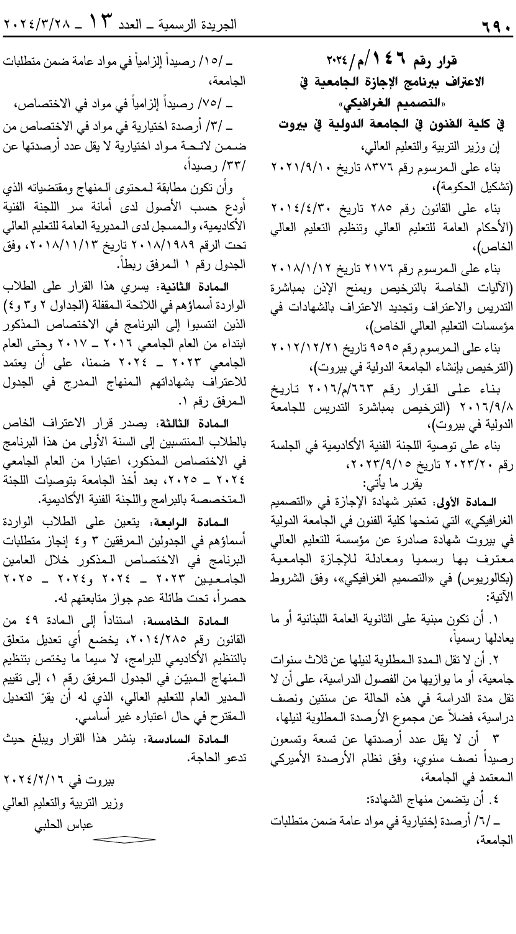 ٦٩٠
الجريدة الرسمية ــ العدد ١٣ ــ ٢٠٢٤/٣/٢٨
قرار رقم ١٤٦/م/٢٠٢٤
الاعتراف ببرنامج الإجازة الجامعية في
«التصميم الغرافيكي»
في كلية الفنون في الجامعة الدولية في بيروت
إن وزير التربية والتعليم العالي،
بناء على المرسوم رقم ٨٣٧٦ تاريخ ٢٠٢١/٩/١٠
(تشكيل الحكومة)،
بناء على القانون رقم ٢٨٥ تاريخ ٢٠١٤/٤/٣٠
(الأحكام العامة للتعليم العالي وتنظيم التعليم العالي
الخاص)،
بناء على المرسوم رقم ٢١٧٦ تاريخ ٢٠١٨/١/١٢
(الآليات الخاصة بالترخيص وبمنح الإذن بمباشرة
التدريس والاعتراف وتجديد الاعتراف بالشهادات في
مؤسسات التعليم العالي الخاص)،
بناء على المرسوم رقم ٩٥٩٥ تاريخ ٢٠١٢/١٢/٢١
(الترخيص بإنشاء الجامعة الدولية في بيروت)،
بناء على القرار رقم ٦٦٣/م/٢٠١٦ تاريخ
٢٠١٦/٩/٨ (الترخيص بمباشرة التدريس للجامعة
الدولية في بيروت)،
بناء على توصية اللجنة الفنية الأكاديمية في الجلسة
رقم ٢٠٢٣/٢٠ تاريخ ٢٠٢٣/٩/١٥،
يقرر ما يأتي:
المادة الأولى: تعتبر شهادة الإجازة في «التصميم
الغرافيكي» التي تمنحها كلية الفنون في الجامعة الدولية
في بيروت شهادة صادرة عن مؤسسة للتعليم العالي
معترف بها رسميا ومعادلة للإجازة الجامعية
(بكالوريوس) في «التصميم الغرافيكي»، وفق الشروط
الآتية:
١. أن تكون مبنية على الثانوية العامة اللبنانية أو ما
يعادلها رسمياً،
٢. أن لا تقل المدة المطلوبة لنيلها عن ثلاث سنوات
جامعية، أو ما يوازيها من الفصول الدراسية، على أن لا
تقل مدة الدراسة في هذه الحالة عن سنتين ونصف
دراسية، فضلاً عن مجموع الأرصدة المطلوبة لنيلها،
٣ أن لا يقل عدد أرصدتها عن تسعة وتسعون
رصيداً نصف سنوي، وفق نظام الأرصدة الأميركي
المعتمد في الجامعة،
٤. أن يتضمن منهاج الشهادة:
ــ /٦/ أرصدة إختيارية في مواد عامة ضمن متطلبات
الجامعة،
ــ /١٥/ رصيداً إلزامياً في مواد عامة ضمن متطلبات
الجامعة،
ــ /٧٥/ رصيداً إلزامياً في مواد في الاختصاص،
ــ /٣/ أرصدة اختيارية في مواد في الاختصاص من
ضمن لائحة مواد اختيارية لا يقل عدد أرصدتها عن
/٣٣/ رصيداً،
وأن تكون مطابقة لمحتوى المنهاج ومقتضياته الذي
أودع حسب الأصول لدى أمانة سر اللجنة الفنية
الأكاديمية، والمسجل لدى المديرية العامة للتعليم العالي
تحت الرقم ٢٠١٨/١٩٨٩ تاريخ ٢٠١٨/١١/١٣، وفق
الجدول رقم ١ المرفق ربطاً.
المادة الثانية: يسري هذا القرار على الطلاب
الواردة أسماؤهم في اللائحة المقفلة (الجداول ٢ و٣ و٤)
الذين انتسبوا إلى البرنامج في الاختصاص المذكور
ابتداء من العام الجامعي ٢٠١٦ ــ ٢٠١٧ وحتى العام
الجامعي ٢٠٢٣ ــ ٢٠٢٤ ضمنا، على أن يعتمد
للاعتراف بشهاداتهم المنهاج المدرج في الجدول
المرفق رقم ١.
المادة الثالثة: يصدر قرار الاعتراف الخاص
بالطلاب المنتسبين إلى السنة الأولى من هذا البرنامج
في الاختصاص المذكور، اعتبارا من العام الجامعي
٢٠٢٤ ــ ٢٠٢٥، بعد أخذ الجامعة بتوصيات اللجنة
المتخصصة بالبرامج واللجنة الفنية الأكاديمية.
المادة الرابعة: يتعين على الطلاب الواردة
أسماؤهم في الجدولين المرفقين ٣ و٤ إنجاز متطلبات
البرنامج في الاختصاص المذكور خلال العامين
الجامعيين ٢٠٢٣ ــ ٢٠٢٤ و٢٠٢٤ ــ ٢٠٢٥
حصراً، تحت طائلة عدم جواز متابعتهم له.
المادة الخامسة: استناداً إلى المادة ٤٩ من
القانون رقم ٢٠١٤/٢٨٥، يخضع أي تعديل متعلق
بالتنظيم الأكاديمي للبرامج، لا سيما ما يختص بتنظيم
المنهاج المبيّن في الجدول المرفق رقم ١، إلى تقييم
المدير العام للتعليم العالي، الذي له أن يقرّ التعديل
المقترح في حال اعتباره غير أساسي.
المادة السادسة: ينشر هذا القرار ويبلغ حيث
تدعو الحاجة.
بيروت في ٢٠٢٤/٢/١٦
وزير التربية والتعليم العالي
عباس الحلبي